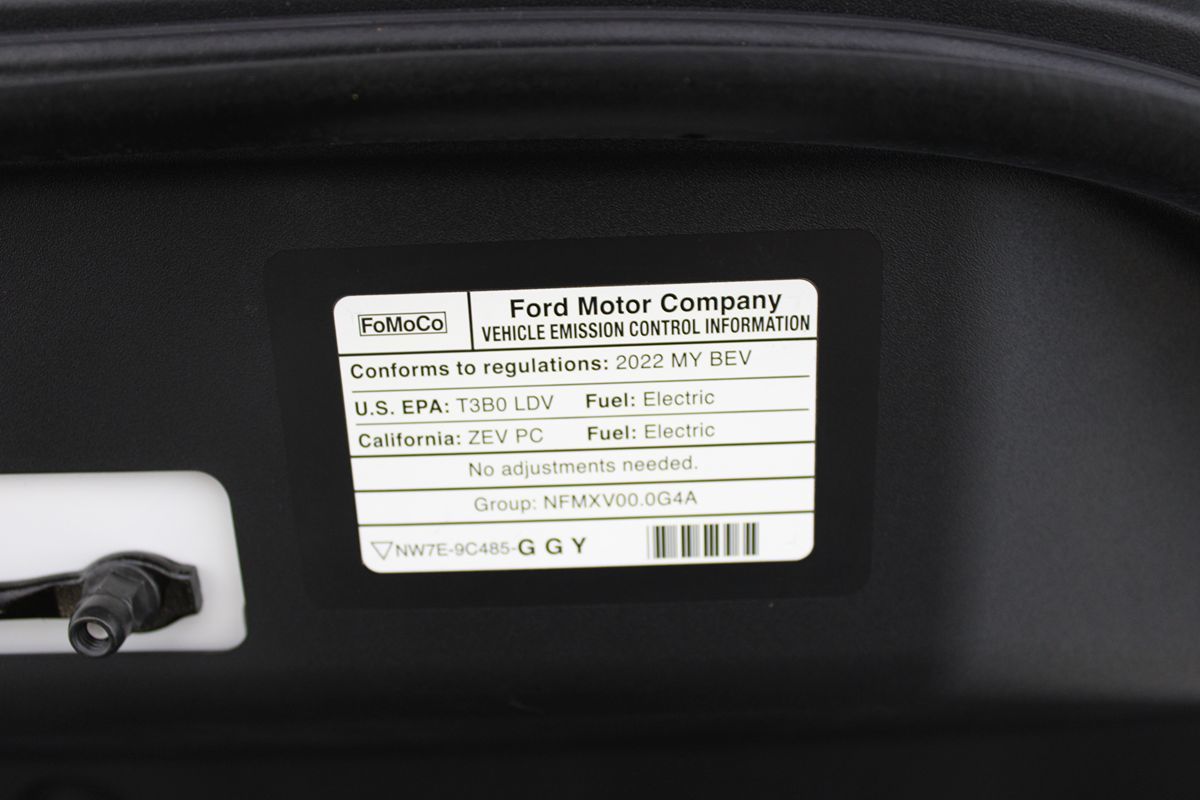 FoMoCo
Ford Motor Company
VEHICLE EMISSION CONTROL INFORMATION
Conforms to regulations: 2022 MY BEV
U.S. EPA: T3B0 LDV Fuel: Electric
California: ZEV PC Fuel: Electric
No adjustments needed.
Group: NFMXV00.0G4A
NW7E-9C485-G G Y